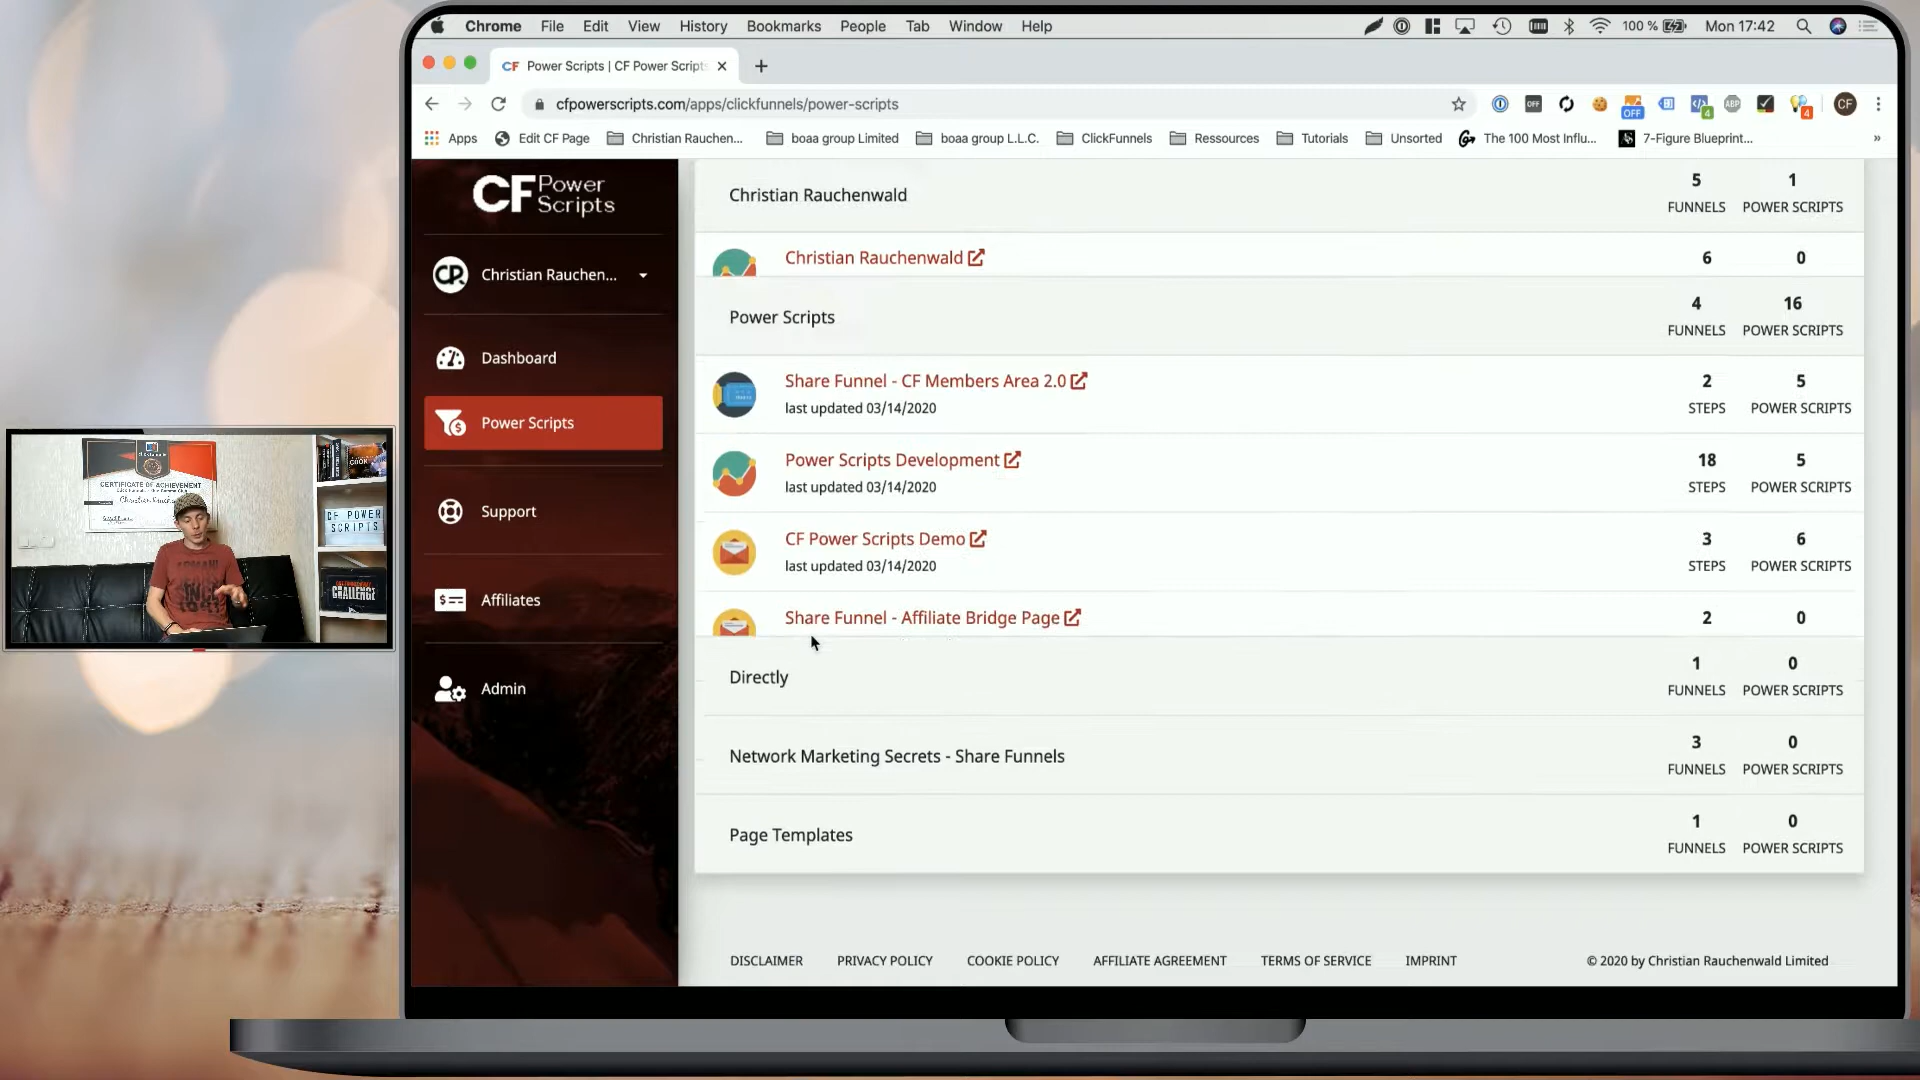 Chrome File Edit View History Bookmarks People Tab Window Help 100 % Mon 17:42
CF Power Scripts | CF Power Script
cfpowerscripts.com/apps/clickfunnels/power-scripts OFF OFF 4 ABP 4 CF
Apps Edit CF Page Christian Rauchen... boaa group Limited boaa group L.L.C. ClickFunnels Ressources Tutorials Unsorted The 100 Most Influ... 7-Figure Blueprint... »
CF Power Scripts
Christian Rauchen...
Dashboard
Power Scripts
Support
Affiliates
Admin
Christian Rauchenwald 5 FUNNELS 1 POWER SCRIPTS
Christian Rauchenwald 6 0
Power Scripts 4 FUNNELS 16 POWER SCRIPTS
Share Funnel - CF Members Area 2.0 2 5
last updated 03/14/2020 STEPS POWER SCRIPTS
Power Scripts Development 18 5
last updated 03/14/2020 STEPS POWER SCRIPTS
CF Power Scripts Demo 3 6
last updated 03/14/2020 STEPS POWER SCRIPTS
Share Funnel - Affiliate Bridge Page 2 0
Directly 1 FUNNELS 0 POWER SCRIPTS
Network Marketing Secrets - Share Funnels 3 FUNNELS 0 POWER SCRIPTS
Page Templates 1 FUNNELS 0 POWER SCRIPTS
DISCLAIMER PRIVACY POLICY COOKIE POLICY AFFILIATE AGREEMENT TERMS OF SERVICE IMPRINT © 2020 by Christian Rauchenwald Limited
CERTIFICATE OF ACHIEVEMENT
CF POWER
SCRIPTS
CHALLENGE